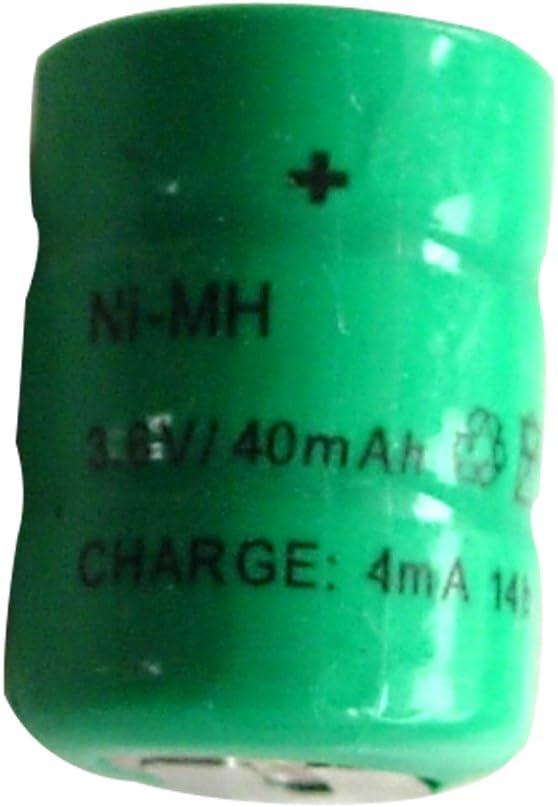 +
Ni-MH
3.6V/40mAh
CHARGE: 4mA 14h